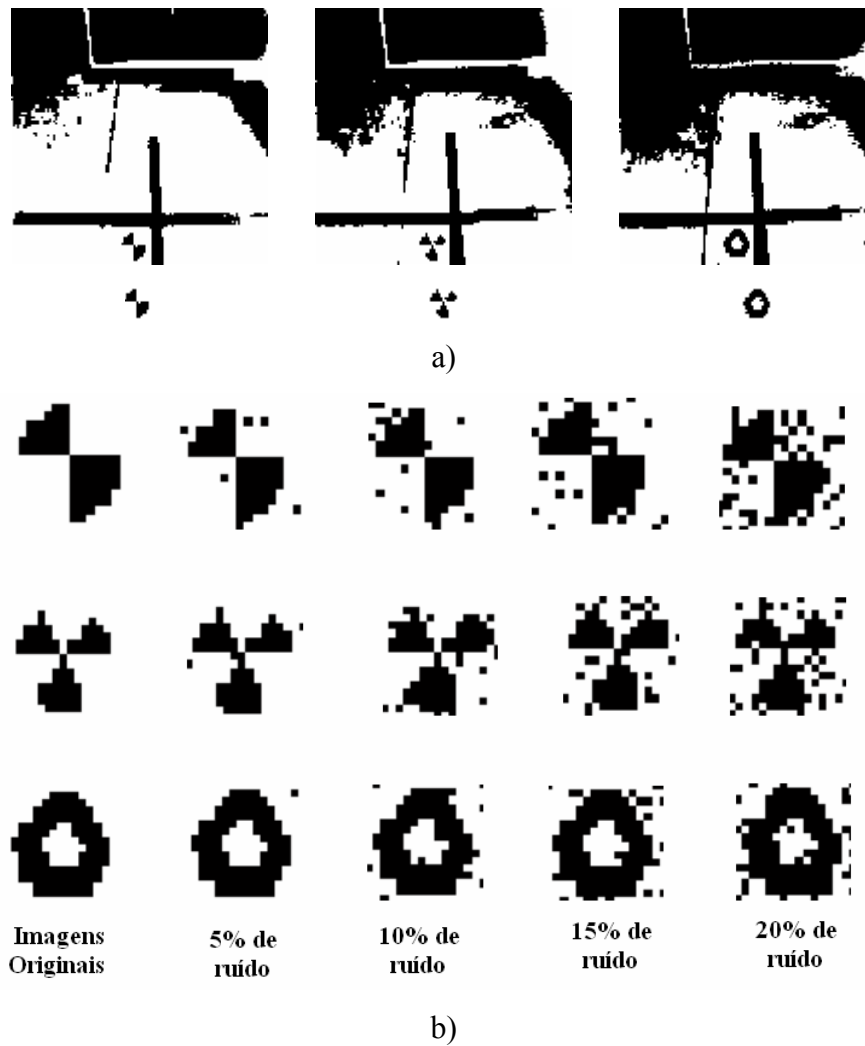 a)
Imagens Originais
5% de ruído
10% de ruído
15% de ruído
20% de ruído
b)